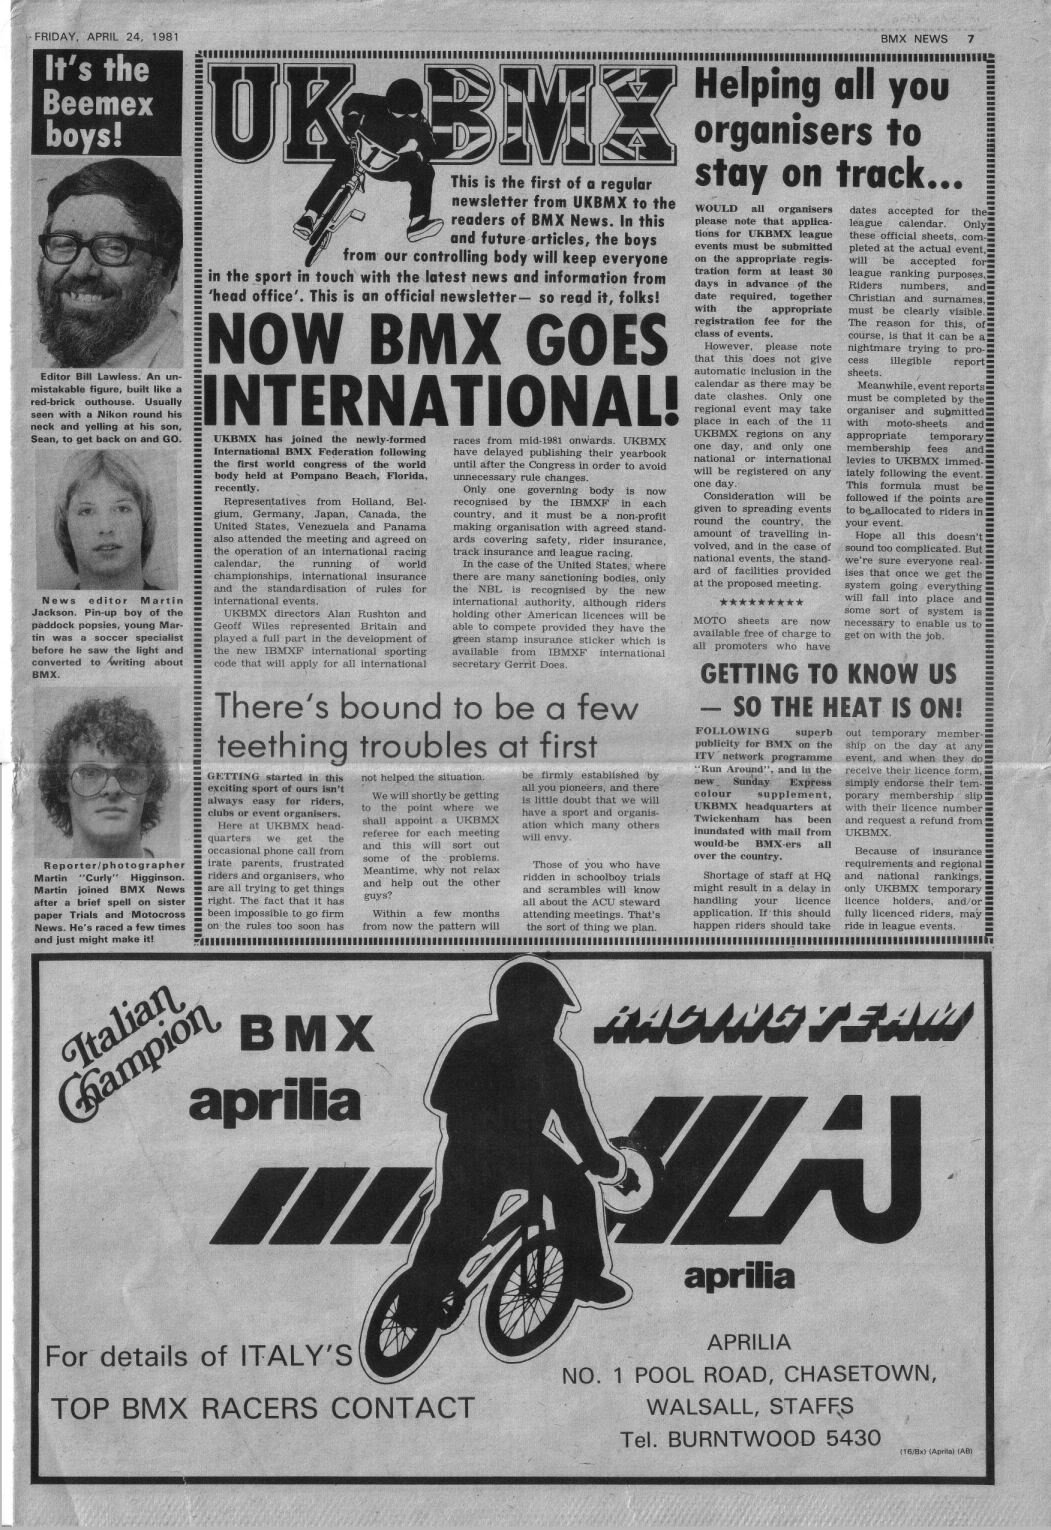 FRIDAY, APRIL 24, 1981
BMX NEWS 7
It's the
Beemex
boys!
Editor Bill Lawless. An un-
mistakable figure, built like a
red-brick outhouse. Usually
seen with a Nikon round his
neck and yelling at his son,
Sean, to get back on and GO.
News editor Martin
Jackson. Pin-up boy of the
paddock popsies, young Mar-
tin was a soccer specialist
before he saw the light and
converted to writing about
BMX.
Reporter/photographer
Martin "Curly" Higginson.
Martin joined BMX News
after a brief spell on sister
paper Trials and Motocross
News. He's raced a few times
and just might make it!
UK BMX
1
This is the first of a regular
newsletter from UKBMX to the
readers of BMX News. In this
and future articles, the boys
from our controlling body will keep everyone
in the sport in touch with the latest news and information from
'head office'. This is an official newsletter— so read it, folks!
NOW BMX GOES
INTERNATIONAL!
UKBMX has joined the newly-formed
International BMX Federation following
the first world congress of the world
body held at Pompano Beach, Florida,
recently.
Representatives from Holland, Bel-
gium, Germany, Japan, Canada, the
United States, Venezuela and Panama
also attended the meeting and agreed on
the operation of an international racing
calendar, the running of world
championships, international insurance
and the standardisation of rules for
international events.
UKBMX directors Alan Rushton and
Geoff Wiles represented Britain and
played a full part in the development of
the new IBMXF international sporting
code that will apply for all international
races from mid-1981 onwards. UKBMX
have delayed publishing their yearbook
until after the Congress in order to avoid
unnecessary rule changes.
Only one governing body is now
recognised by the IBMXF in each
country, and it must be a non-profit
making organisation with agreed stand-
ards covering safety, rider insurance,
track insurance and league racing.
In the case of the United States, where
there are many sanctioning bodies, only
the NBL is recognised by the new
international authority, although riders
holding other American licences will be
able to compete provided they have the
green stamp insurance sticker which is
available from IBMXF international
secretary Gerrit Does.
There's bound to be a few
teething troubles at first
GETTING started in this
exciting sport of ours isn't
always easy for riders,
clubs or event organisers.
Here at UKBMX head-
quarters we get the
occasional phone call from
irate parents, frustrated
riders and organisers, who
are all trying to get things
right. The fact that it has
been impossible to go firm
on the rules too soon has
not helped the situation.
We will shortly be getting
to the point where we
shall appoint a UKBMX
referee for each meeting
and this will sort out
some of the problems.
Meantime, why not relax
and help out the other
guys?
Within a few months
from now the pattern will
be firmly established by
all you pioneers, and there
is little doubt that we will
have a sport and organis-
ation which many others
will envy.
Those of you who have
ridden in schoolboy trials
and scrambles will know
all about the ACU steward
attending meetings. That's
the sort of thing we plan.
Helping all you
organisers to
stay on track...
WOULD all organisers
please note that applica-
tions for UKBMX league
events must be submitted
on the appropriate regis-
tration form at least 30
days in advance of the
date required, together
with the appropriate
registration fee for the
class of events.
However, please note
that this does not give
automatic inclusion in the
calendar as there may be
date clashes. Only one
regional event may take
place in each of the 11
UKBMX regions on any
one day, and only one
national or international
will be registered on any
one day.
Consideration will be
given to spreading events
round the country, the
amount of travelling in-
volved, and in the case of
national events, the stand-
ard of facilities provided
at the proposed meeting.
★★★★★★★★★
MOTO sheets are now
available free of charge to
all promoters who have
dates accepted for the
league calendar. Only
these official sheets, com-
pleted at the actual event,
will be accepted for
league ranking purposes.
Riders numbers, and
Christian and surnames,
must be clearly visible.
The reason for this, of
course, is that it can be a
nightmare trying to pro-
cess illegible report
sheets.
Meanwhile, event reports
must be completed by the
organiser and submitted
with moto-sheets and
appropriate temporary
membership fees and
levies to UKBMX immed-
iately following the event.
This formula must be
followed if the points are
to be allocated to riders in
your event.
Hope all this doesn't
sound too complicated. But
we're sure everyone real-
ises that once we get the
system going everything
will fall into place and
some sort of system is
necessary to enable us to
get on with the job.
GETTING TO KNOW US
— SO THE HEAT IS ON!
FOLLOWING superb
publicity for BMX on the
ITV network programme
"Run Around", and in the
new Sunday Express
colour supplement,
UKBMX headquarters at
Twickenham has been
inundated with mail from
would-be BMX-ers all
over the country.
Shortage of staff at HQ
might result in a delay in
handling your licence
application. If this should
happen riders should take
out temporary member-
ship on the day at any
event, and when they do
receive their licence form,
simply endorse their tem-
porary membership slip
with their licence number
and request a refund from
UKBMX.
Because of insurance
requirements and regional
and national rankings,
only UKBMX temporary
licence holders, and/or
fully licenced riders, may
ride in league events.
Italian
Champion
BMX
aprilia
RACING TEAM
aprilia
For details of ITALY'S
TOP BMX RACERS CONTACT
APRILIA
NO. 1 POOL ROAD, CHASETOWN,
WALSALL, STAFFS
Tel. BURNTWOOD 5430
(16/Bx) (Aprila) (AB)